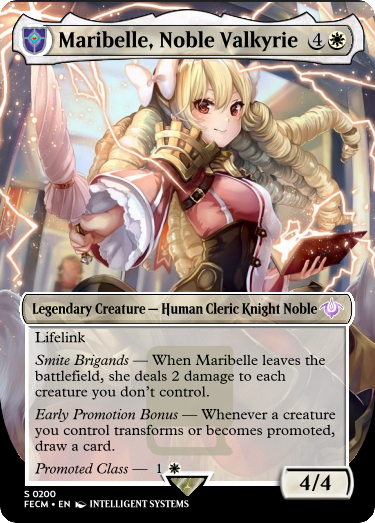 Maribelle, Noble Valkyrie 4
Legendary Creature — Human Cleric Knight Noble
Lifelink
Smite Brigands — When Maribelle leaves the
battlefield, she deals 2 damage to each
creature you don't control.
Early Promotion Bonus — Whenever a creature
you control transforms or becomes promoted,
draw a card.
Promoted Class — 1
4/4
S 0200
FECM • EN INTELLIGENT SYSTEMS